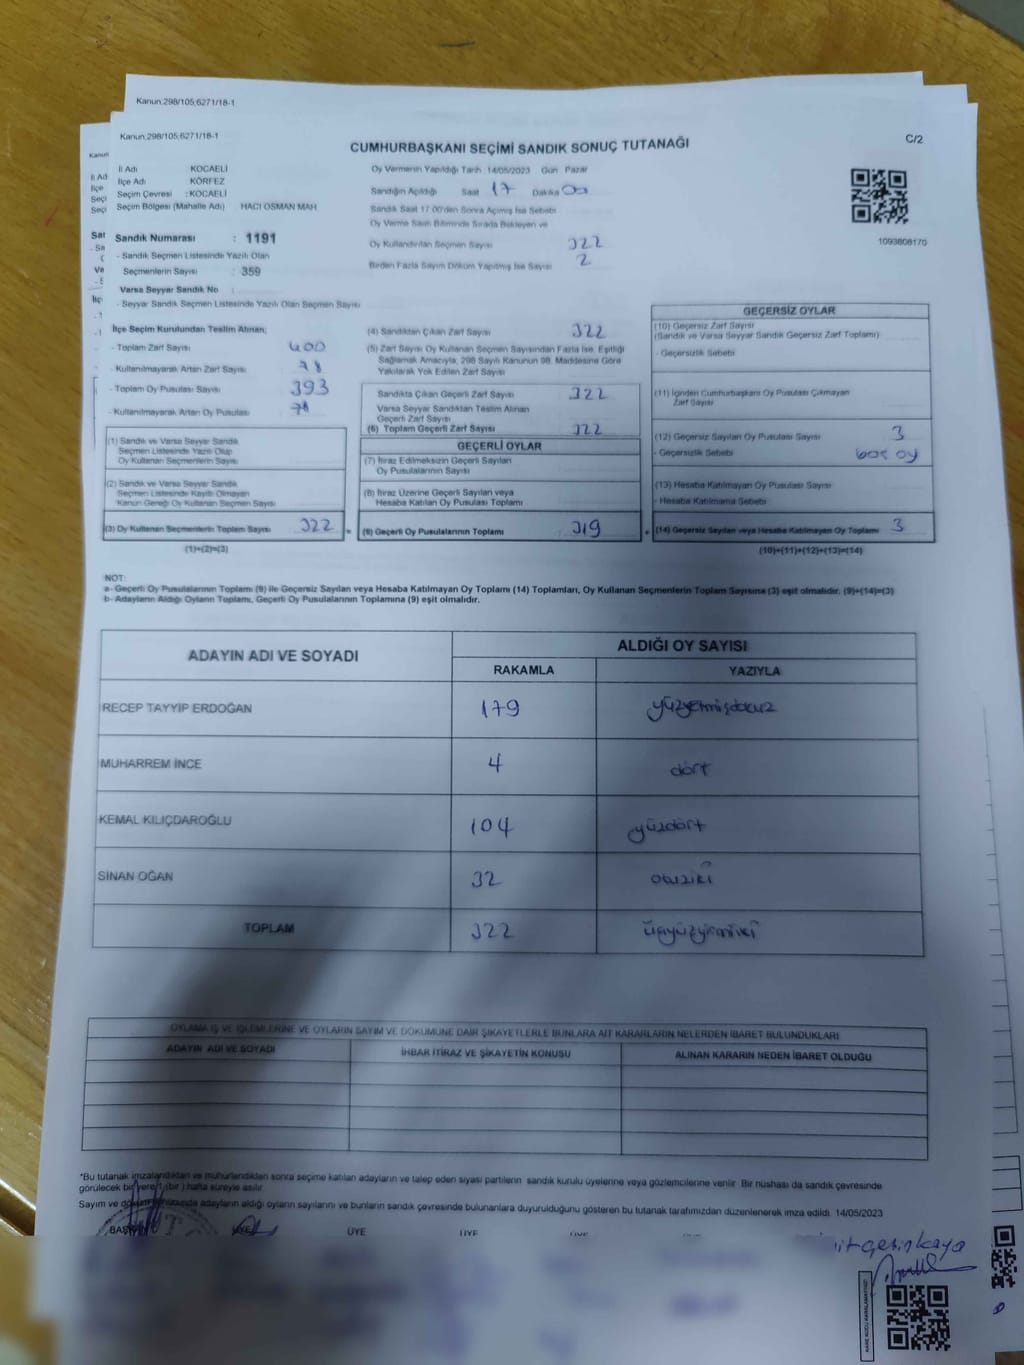 Kanun,298/105;6271/18-1
Kanun,298/105;6271/18-1
CUMHURBAŞKANI SEÇİMİ SANDIK SONUÇ TUTANAĞI
C/2
İl Adı KOCAELİ
İlçe Adı KÖRFEZ
Seçim Çevresi : KOCAELİ
Seçim Bölgesi (Mahalle Adı) HACI OSMAN MAH
Oy Vermenin Yapıldığı Tarih 14/05/2023 Gün Pazar
Sandığın Açıldığı Saat 17 Dakika 00
Sandık Saat 17.00'den Sonra Açılmış İse Sebebi
Oy Verme Saati Bitiminde Sırada Bekleyen ve
Oy Kullandırılan Seçmen Sayısı 322
Birden Fazla Sayım Döküm Yapılmış İse Sayısı 2
1093808170
Sandık Numarası : 1191
- Sandık Seçmen Listesinde Yazılı Olan
Seçmenlerin Sayısı : 359
Varsa Seyyar Sandık No :
- Seyyar Sandık Seçmen Listesinde Yazılı Olan Seçmen Sayısı
İlçe Seçim Kurulundan Teslim Alınan;
- Toplam Zarf Sayısı 400
- Kullanılmayarak Artan Zarf Sayısı 78
- Toplam Oy Pusulası Sayısı 393
- Kullanılmayarak Artan Oy Pusulası
(1) Sandık ve Varsa Seyyar Sandık
Seçmen Listesinde Yazılı Olup
Oy Kullanan Seçmenlerin Sayısı
(2) Sandık ve Varsa Seyyar Sandık
Seçmen Listesinde Kayıtlı Olmayan
Kanun Gereği Oy Kullanan Seçmen Sayısı
(3) Oy Kullanan Seçmenlerin Toplam Sayısı 322 =
(1)+(2)=(3)
(4) Sandıktan Çıkan Zarf Sayısı 322
(5) Zarf Sayısı Oy Kullanan Seçmen Sayısından Fazla İse, Eşitliği
Sağlamak Amacıyla, 298 Sayılı Kanunun 98. Maddesine Göre
Yakılarak Yok Edilen Zarf Sayısı
Sandıkta Çıkan Geçerli Zarf Sayısı 322
Varsa Seyyar Sandıktan Teslim Alınan
Geçerli Zarf Sayısı
(6) Toplam Geçerli Zarf Sayısı 322
GEÇERLİ OYLAR
(7) İtiraz Edilmeksizin Geçerli Sayılan
Oy Pusulalarının Sayısı
(8) İtiraz Üzerine Geçerli Sayılan veya
Hesaba Katılan Oy Pusulası Toplamı
(9) Geçerli Oy Pusulalarının Toplamı 319 +
GEÇERSİZ OYLAR
(10) Geçersiz Zarf Sayısı
(Sandık ve Varsa Seyyar Sandık Geçersiz Zarf Toplamı)
- Geçersizlik Sebebi
(11) İçinden Cumhurbaşkanı Oy Pusulası Çıkmayan
Zarf Sayısı
(12) Geçersiz Sayılan Oy Pusulası Sayısı 3
- Geçersizlik Sebebi boş oy
(13) Hesaba Katılmayan Oy Pusulası Sayısı
- Hesaba Katılmama Sebebi
(14) Geçersiz Sayılan veya Hesaba Katılmayan Oy Toplamı 3
(10)+(11)+(12)+(13)=(14)
NOT:
a- Geçerli Oy Pusulalarının Toplamı (9) ile Geçersiz Sayılan veya Hesaba Katılmayan Oy Toplamı (14) Toplamları, Oy Kullanan Seçmenlerin Toplam Sayısına (3) eşit olmalıdır. (9)+(14)=(3)
b- Adayların Aldığı Oyların Toplamı, Geçerli Oy Pusulalarının Toplamına (9) eşit olmalıdır.
ADAYIN ADI VE SOYADI
ALDIĞI OY SAYISI
RAKAMLA YAZIYLA
RECEP TAYYİP ERDOĞAN 179 yüzyetmişdokuz
MUHARREM İNCE 4 dört
KEMAL KILIÇDAROĞLU 104 yüzdört
SİNAN OĞAN 32 otuziki
TOPLAM 322 üçyüzyirmiiki
OYLAMA İŞ VE İŞLEMLERİNE VE OYLARIN SAYIM VE DÖKÜMÜNE DAİR ŞİKAYETLERLE BUNLARA AİT KARARLARIN NELERDEN İBARET BULUNDUKLARI
ADAYIN ADI VE SOYADI İHBAR İTİRAZ VE ŞİKAYETİN KONUSU ALINAN KARARIN NEDEN İBARET OLDUĞU
*Bu tutanak imzalandıktan ve mühürlendikten sonra seçime katılan adayların ve talep eden siyasi partilerin sandık kurulu üyelerine veya gözlemcilerine verilir. Bir nüshası da sandık çevresinde
görülecek bir yere 1 (bir) hafta süreyle asılır.
Sayım ve döküm sonucunda adayların aldığı oyların sayılarını ve bunların sandık çevresinde bulunanlara duyurulduğunu gösteren bu tutanak tarafımızdan düzenlenerek imza edildi. 14/05/2023
BAŞKAN ÜYE ÜYE ÜYE ÜYE